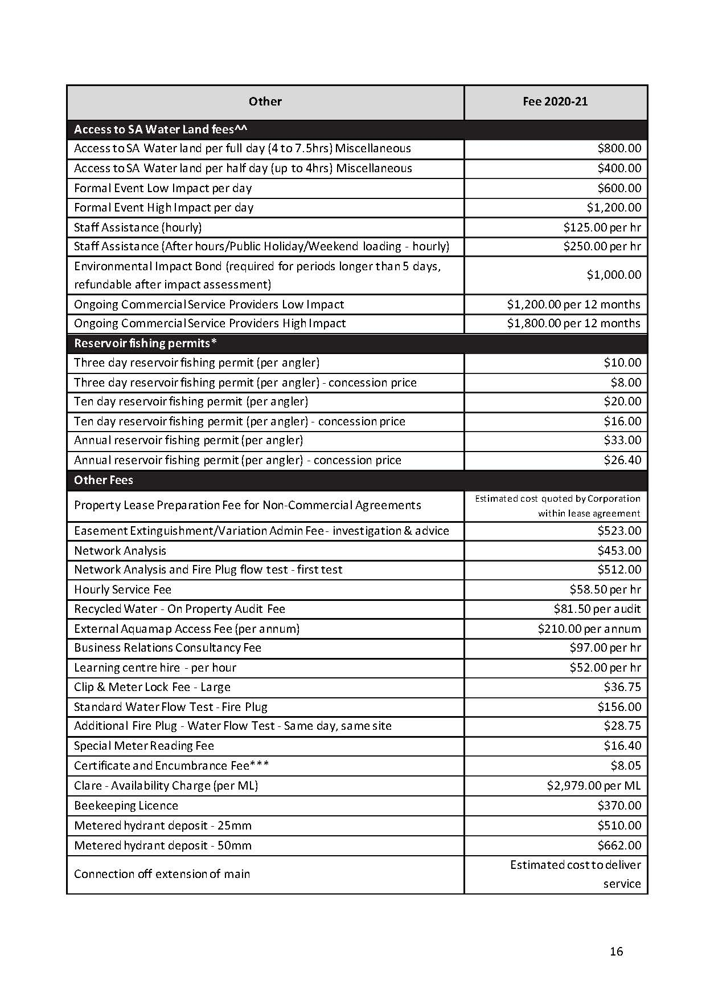 Other Fee 2020-21
Access to SA Water Land fees^^
Access to SA Water land per full day (4 to 7.5hrs) Miscellaneous $800.00
Access to SA Water land per half day (up to 4hrs) Miscellaneous $400.00
Formal Event Low Impact per day $600.00
Formal Event High Impact per day $1,200.00
Staff Assistance (hourly) $125.00 per hr
Staff Assistance (After hours/Public Holiday/Weekend loading - hourly) $250.00 per hr
Environmental Impact Bond (required for periods longer than 5 days,
refundable after impact assessment)
$1,000.00
Ongoing Commercial Service Providers Low Impact $1,200.00 per 12 months
Ongoing Commercial Service Providers High Impact $1,800.00 per 12 months
Reservoir fishing permits*
Three day reservoir fishing permit (per angler) $10.00
Three day reservoir fishing permit (per angler) - concession price $8.00
Ten day reservoir fishing permit (per angler) $20.00
Ten day reservoir fishing permit (per angler) - concession price $16.00
Annual reservoir fishing permit (per angler) $33.00
Annual reservoir fishing permit (per angler) - concession price $26.40
Other Fees
Property Lease Preparation Fee for Non-Commercial Agreements
Estimated cost quoted by Corporation
within lease agreement
Easement Extinguishment/Variation Admin Fee - investigation & advice $523.00
Network Analysis $453.00
Network Analysis and Fire Plug flow test - first test $512.00
Hourly Service Fee $58.50 per hr
Recycled Water - On Property Audit Fee $81.50 per audit
External Aquamap Access Fee (per annum) $210.00 per annum
Business Relations Consultancy Fee $97.00 per hr
Learning centre hire - per hour $52.00 per hr
Clip & Meter Lock Fee - Large $36.75
Standard Water Flow Test - Fire Plug $156.00
Additional Fire Plug - Water Flow Test - Same day, same site $28.75
Special Meter Reading Fee $16.40
Certificate and Encumbrance Fee*** $8.05
Clare - Availability Charge (per ML) $2,979.00 per ML
Beekeeping Licence $370.00
Metered hydrant deposit - 25mm $510.00
Metered hydrant deposit - 50mm $662.00
Connection off extension of main
Estimated cost to deliver
service
16